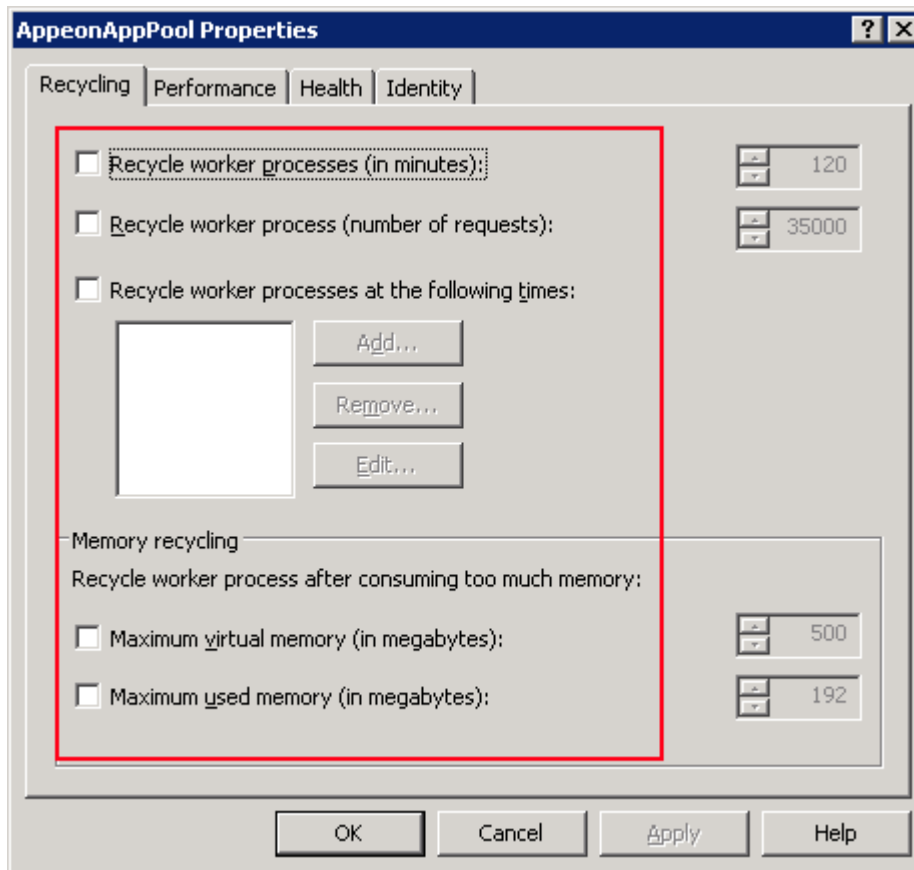 AppeonAppPool Properties
Recycling Performance Health Identity
Recycle worker processes (in minutes): 120
Recycle worker process (number of requests): 35000
Recycle worker processes at the following times:
Add...
Remove...
Edit...
Memory recycling
Recycle worker process after consuming too much memory:
Maximum virtual memory (in megabytes): 500
Maximum used memory (in megabytes): 192
OK Cancel Apply Help